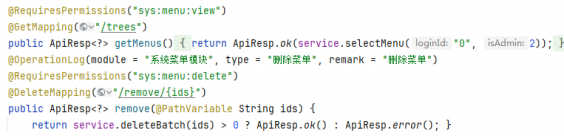 @RequiresPermissions("sys:menu:view")
@GetMapping("/trees")
public ApiResp<?> getMenus() { return ApiResp.ok(service.selectMenu( loginId: "0", isAdmin: 2)); }
@OperationLog(module = "系统菜单模块", type = "删除菜单", remark = "删除菜单")
@RequiresPermissions("sys:menu:delete")
@DeleteMapping("/remove/{ids}")
public ApiResp<?> remove(@PathVariable String ids) {
return service.deleteBatch(ids) > 0 ? ApiResp.ok() : ApiResp.error(); }